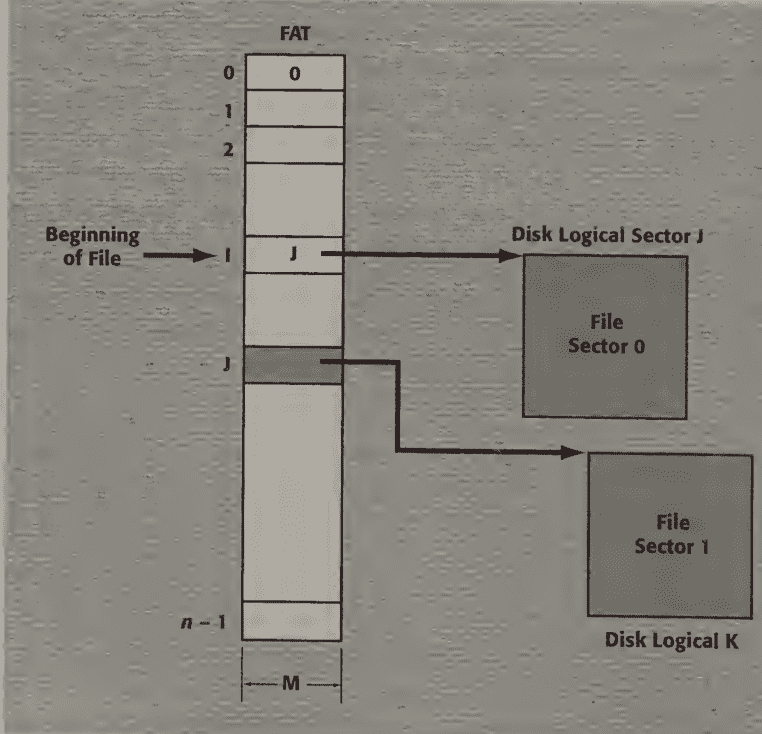 FAT
0
0
1
2
Beginning
of File
I
J
Disk Logical Sector J
File
Sector 0
J
File
Sector 1
n – 1
Disk Logical K
M